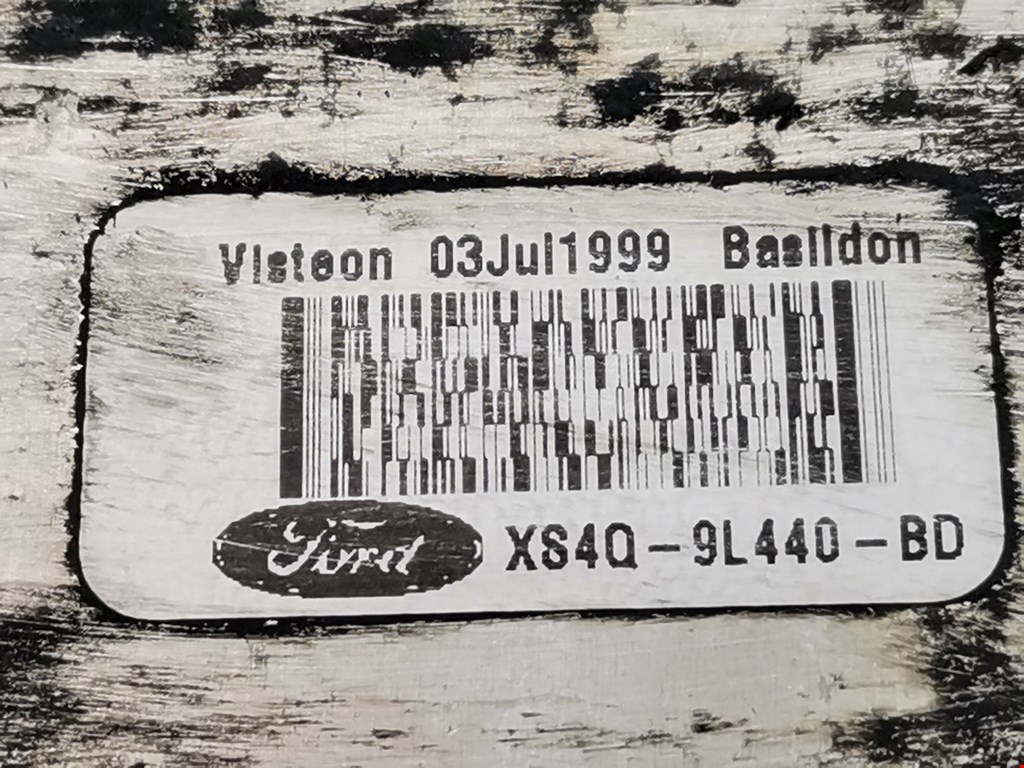 Visteon 03Jul1999 Basildon
Ford XS4Q-9L440-BD